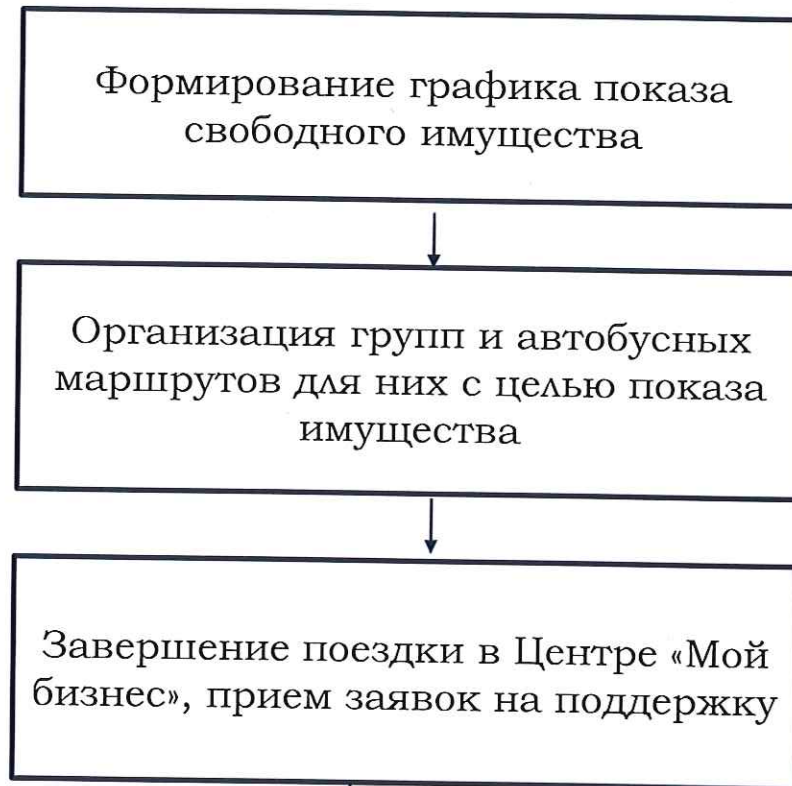 Формирование графика показа
свободного имущества
Организация групп и автобусных
маршрутов для них с целью показа
имущества
Завершение поездки в Центре «Мой
бизнес», прием заявок на поддержку